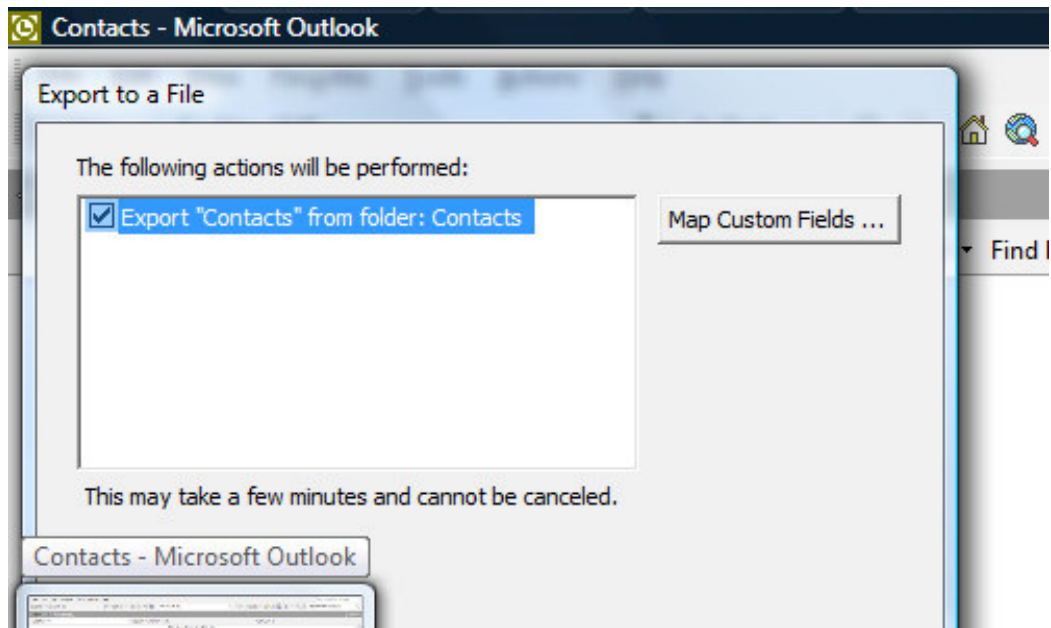 Contacts - Microsoft Outlook
Export to a File
The following actions will be performed:
Export "Contacts" from folder: Contacts
Map Custom Fields ...
Find
This may take a few minutes and cannot be canceled.
Contacts - Microsoft Outlook